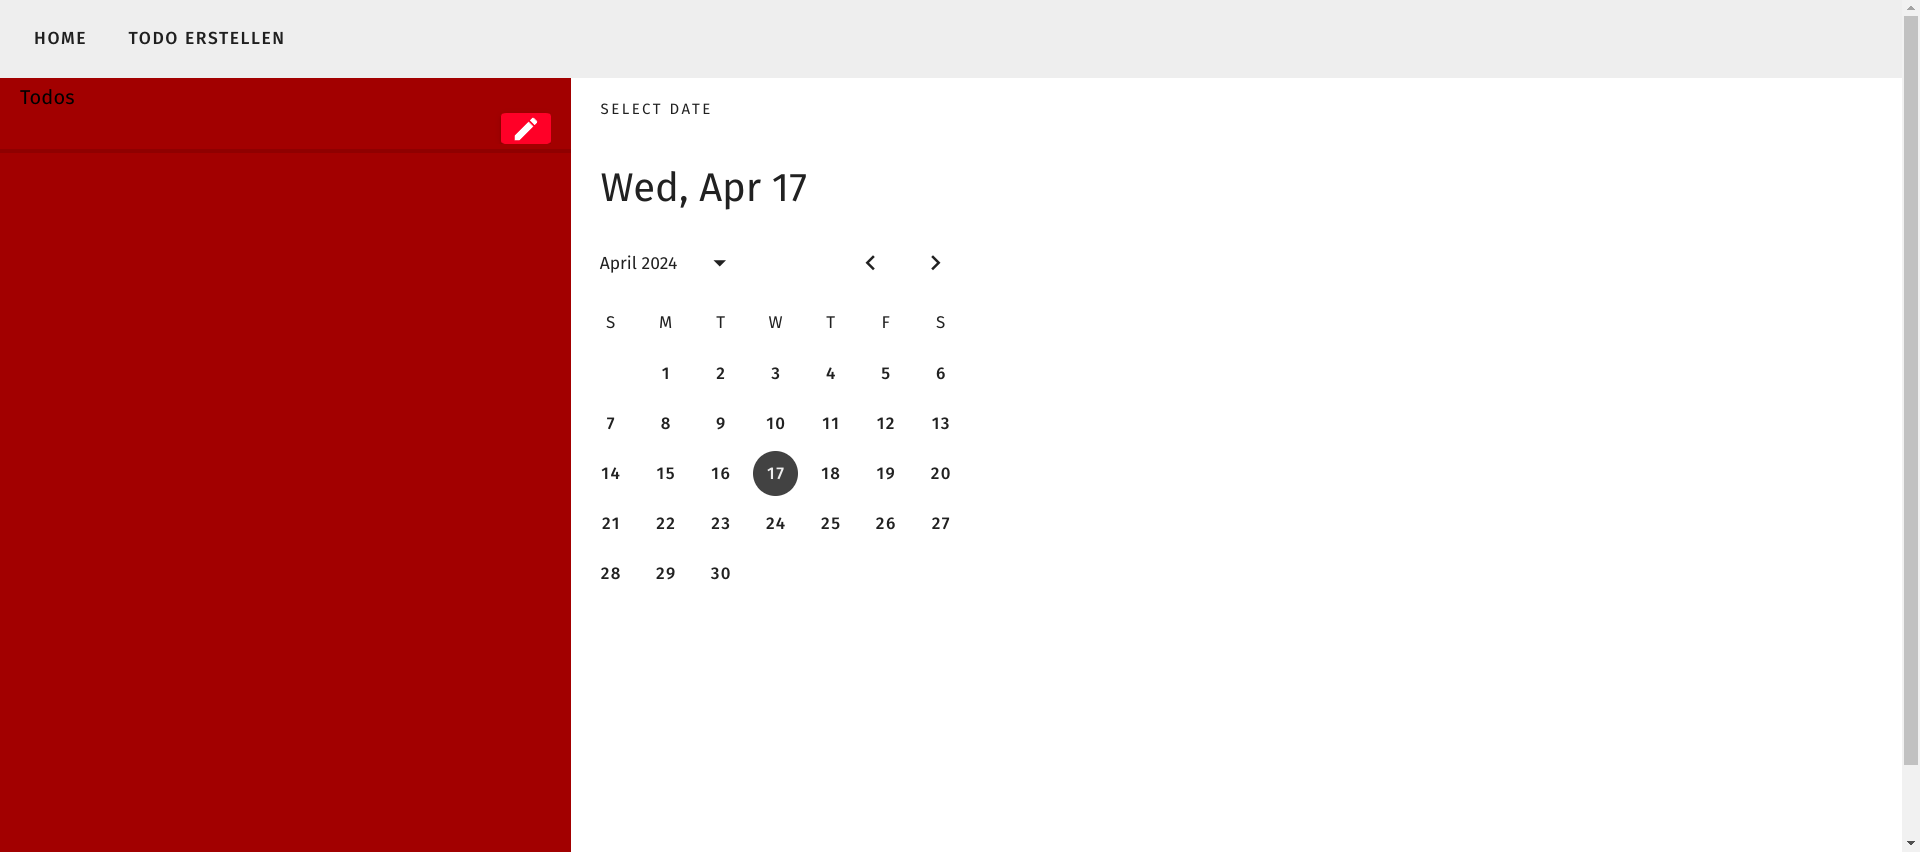 HOME TODO ERSTELLEN
Todos
SELECT DATE
Wed, Apr 17
April 2024
S M T W T F S
1 2 3 4 5 6
7 8 9 10 11 12 13
14 15 16 17 18 19 20
21 22 23 24 25 26 27
28 29 30